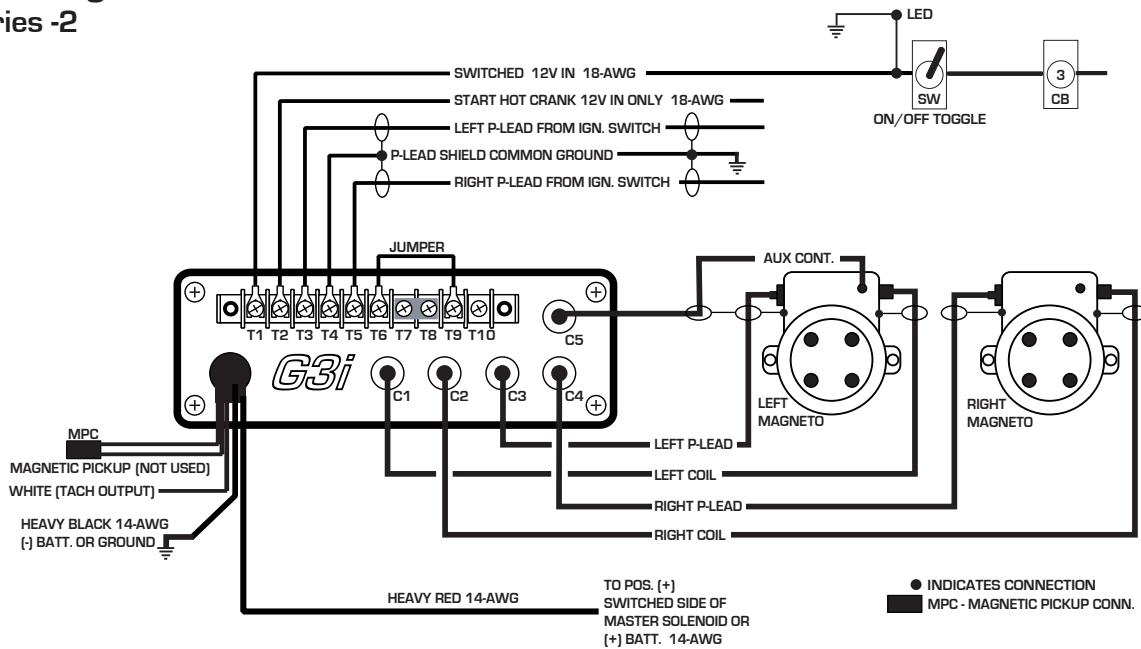 ries -2
LED
SWITCHED 12V IN 18-AWG
3
SW
CB
START HOT CRANK 12V IN ONLY 18-AWG
ON/OFF TOGGLE
LEFT P-LEAD FROM IGN. SWITCH
P-LEAD SHIELD COMMON GROUND
RIGHT P-LEAD FROM IGN. SWITCH
JUMPER
AUX CONT.
T1 T2 T3 T4 T5 T6 T7 T8 T9 T10
C5
G3i
C1
C2
C3
C4
LEFT
MAGNETO
RIGHT
MAGNETO
MPC
MAGNETIC PICKUP (NOT USED)
WHITE (TACH OUTPUT)
HEAVY BLACK 14-AWG
(-) BATT. OR GROUND
LEFT P-LEAD
LEFT COIL
RIGHT P-LEAD
RIGHT COIL
HEAVY RED 14-AWG
TO POS. (+)
SWITCHED SIDE OF
MASTER SOLENOID OR
(+) BATT. 14-AWG
INDICATES CONNECTION
MPC - MAGNETIC PICKUP CONN.